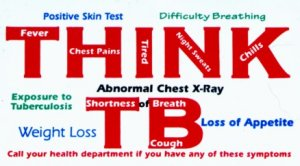 Positive Skin Test
Difficulty Breathing
THINK
Fever
Chest Pains
Tired
Night Sweats
Chills
Abnormal Chest X-Ray
Exposure to
Tuberculosis
Shortness of Breath
TB
Loss of Appetite
Weight Loss
Cough
Call your health department if you have any of these symptoms